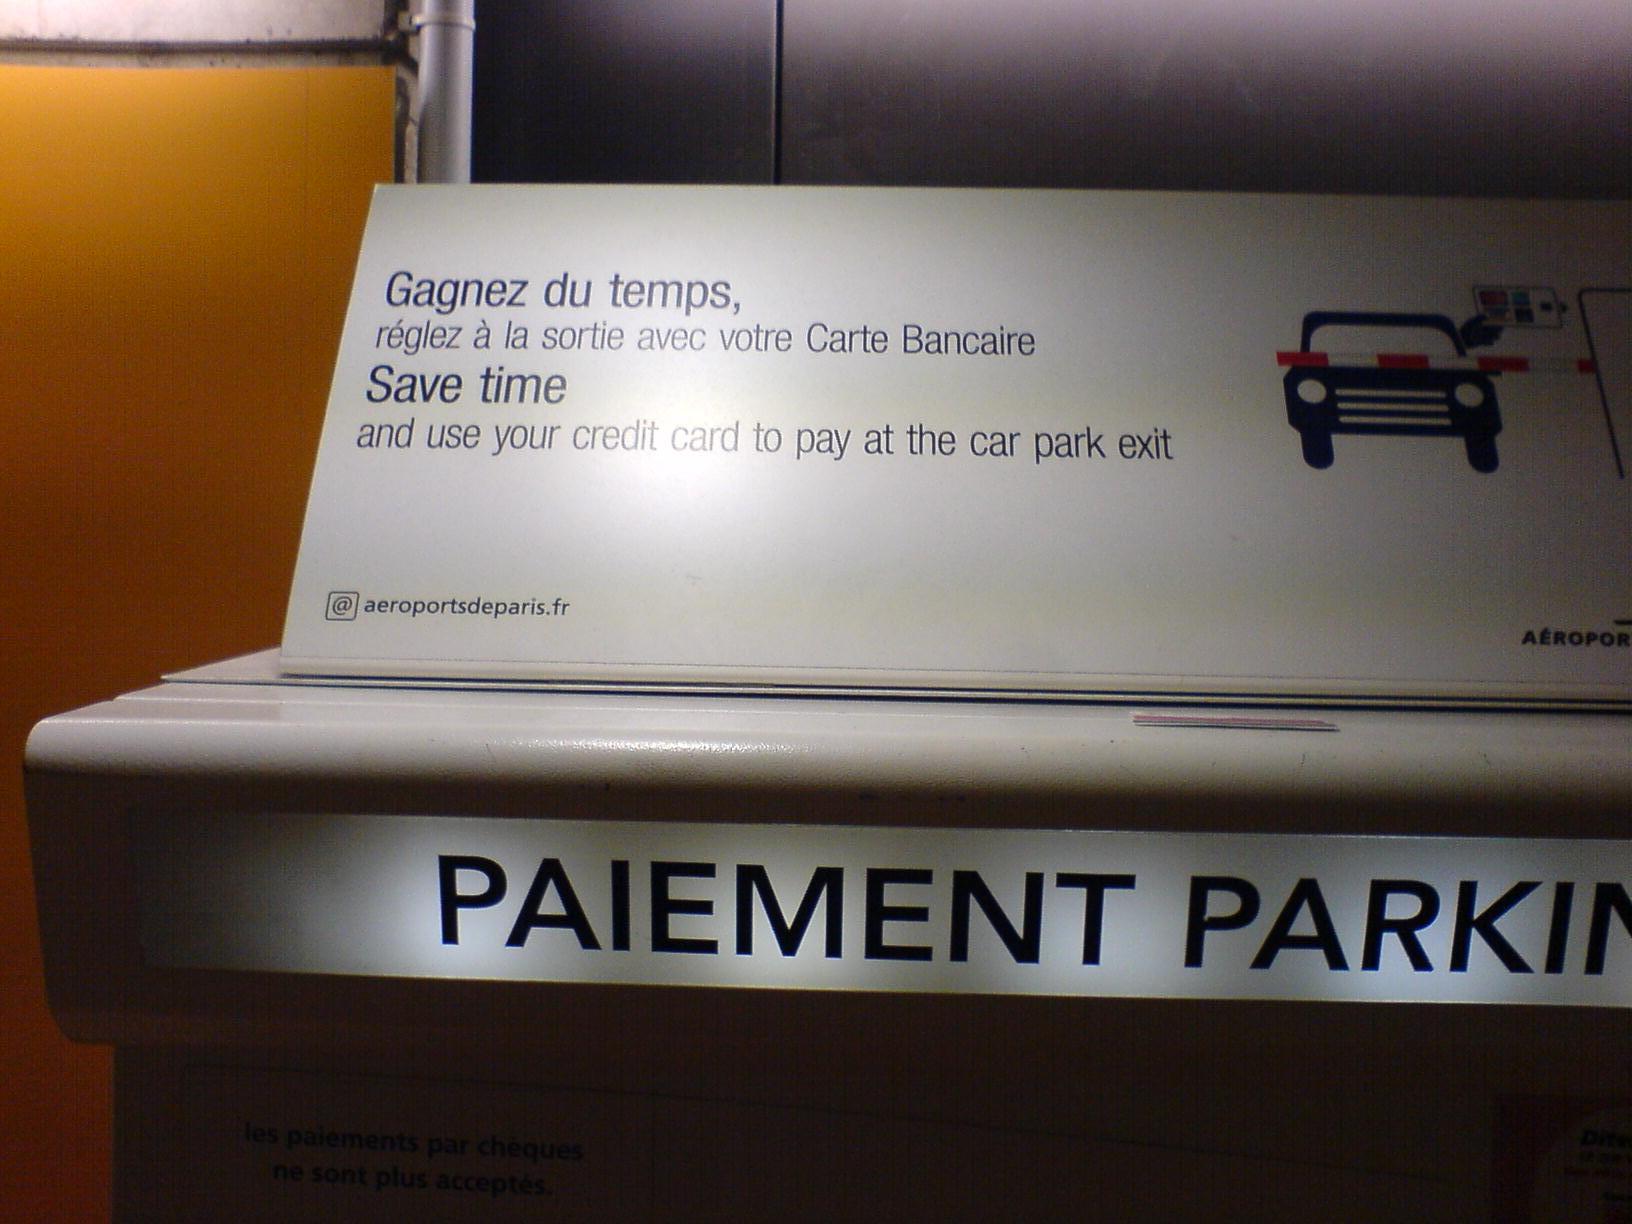 Gagnez du temps,
réglez à la sortie avec votre Carte Bancaire
Save time
and use your credit card to pay at the car park exit
@ aeroportsdeparis.fr
AÉROPOR
PAIEMENT PARKIN
les paiements par chèques
ne sont plus acceptés.